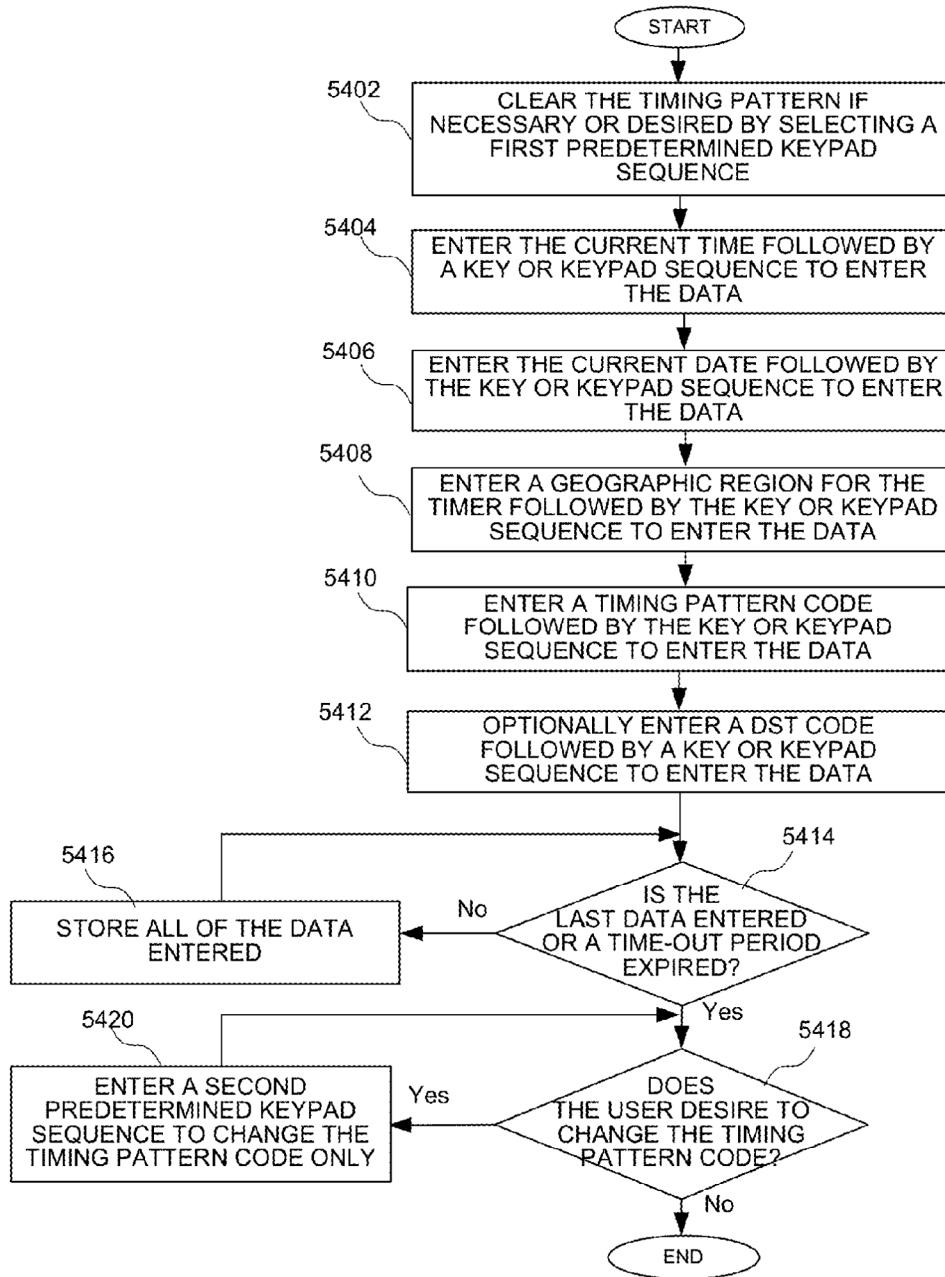 START
5402
CLEAR THE TIMING PATTERN IF
NECESSARY OR DESIRED BY SELECTING A
FIRST PREDETERMINED KEYPAD
SEQUENCE
5404
ENTER THE CURRENT TIME FOLLOWED BY
A KEY OR KEYPAD SEQUENCE TO ENTER
THE DATA
5406
ENTER THE CURRENT DATE FOLLOWED BY
THE KEY OR KEYPAD SEQUENCE TO ENTER
THE DATA
5408
ENTER A GEOGRAPHIC REGION FOR THE
TIMER FOLLOWED BY THE KEY OR KEYPAD
SEQUENCE TO ENTER THE DATA
5410
ENTER A TIMING PATTERN CODE
FOLLOWED BY THE KEY OR KEYPAD
SEQUENCE TO ENTER THE DATA
5412
OPTIONALLY ENTER A DST CODE
FOLLOWED BY A KEY OR KEYPAD
SEQUENCE TO ENTER THE DATA
5414
IS THE
LAST DATA ENTERED
OR A TIME-OUT PERIOD
EXPIRED?
No
5416
STORE ALL OF THE DATA
ENTERED
Yes
5418
DOES
THE USER DESIRE TO
CHANGE THE TIMING
PATTERN CODE?
Yes
5420
ENTER A SECOND
PREDETERMINED KEYPAD
SEQUENCE TO CHANGE THE
TIMING PATTERN CODE ONLY
No
END